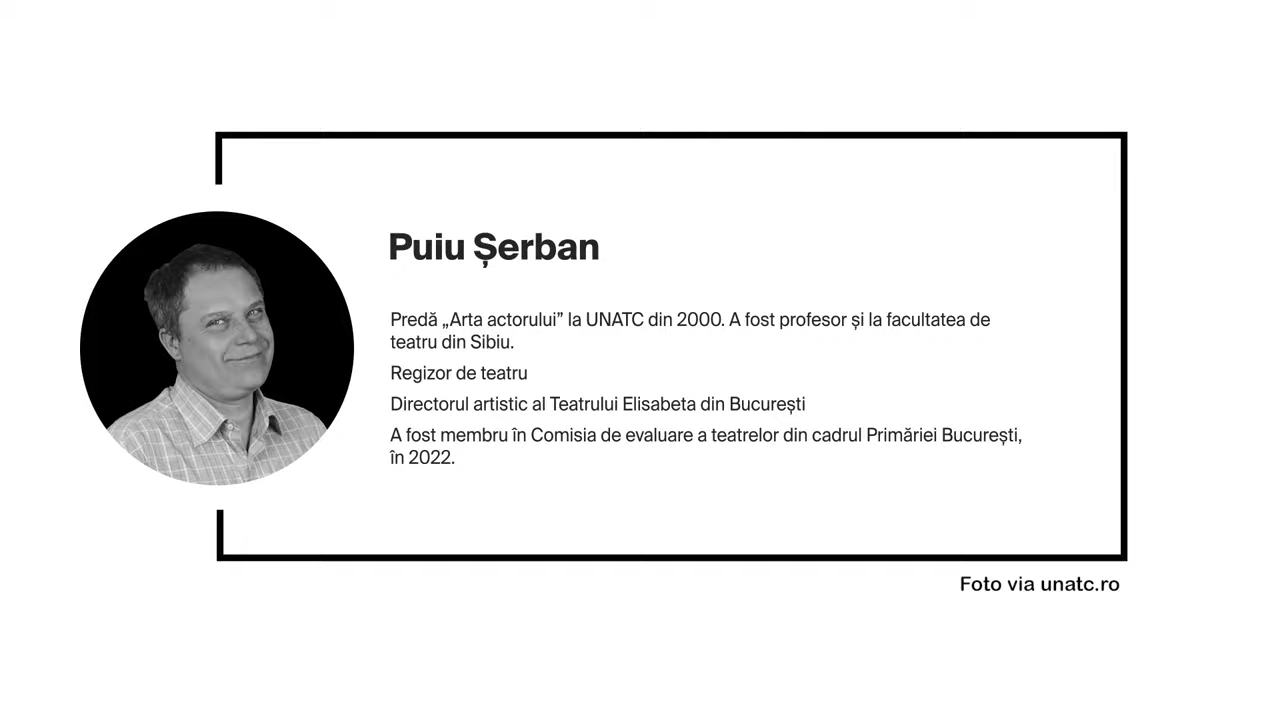 Puiu Șerban
Predă „Arta actorului” la UNATC din 2000. A fost profesor și la facultatea de
teatru din Sibiu.
Regizor de teatru
Directorul artistic al Teatrului Elisabeta din București
A fost membru în Comisia de evaluare a teatrelor din cadrul Primăriei București,
în 2022.
Foto via unatc.ro